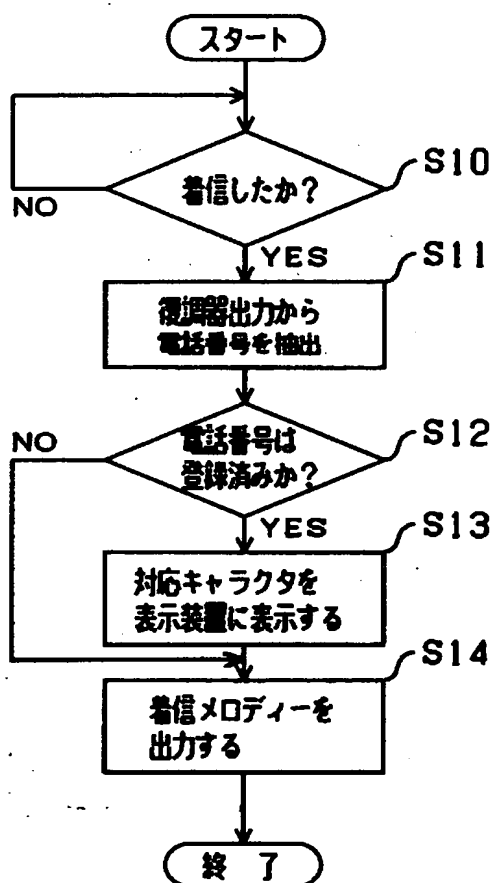 スタート
着信したか?
S10
NO
YES
S11
復調器出力から
電話番号を抽出
NO
電話番号は
登録済みか?
S12
YES
S13
対応キャラクタを
表示装置に表示する
S14
着信メロディーを
出力する
終 了